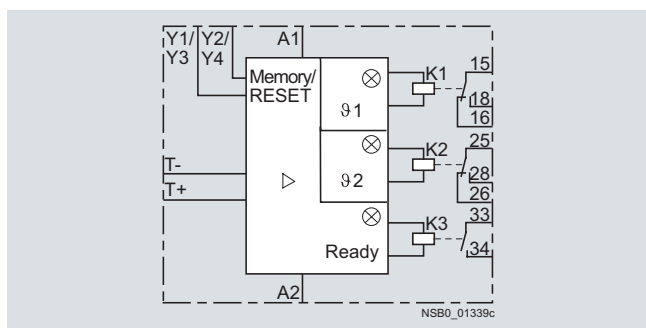 Y1/ Y2/ A1
Y3 Y4
15
Memory/ K1
RESET
ϑ1 18
16
25
K2
T- ϑ2 28
T+ 26
33
K3
Ready 34
A2
NSB0_01339c